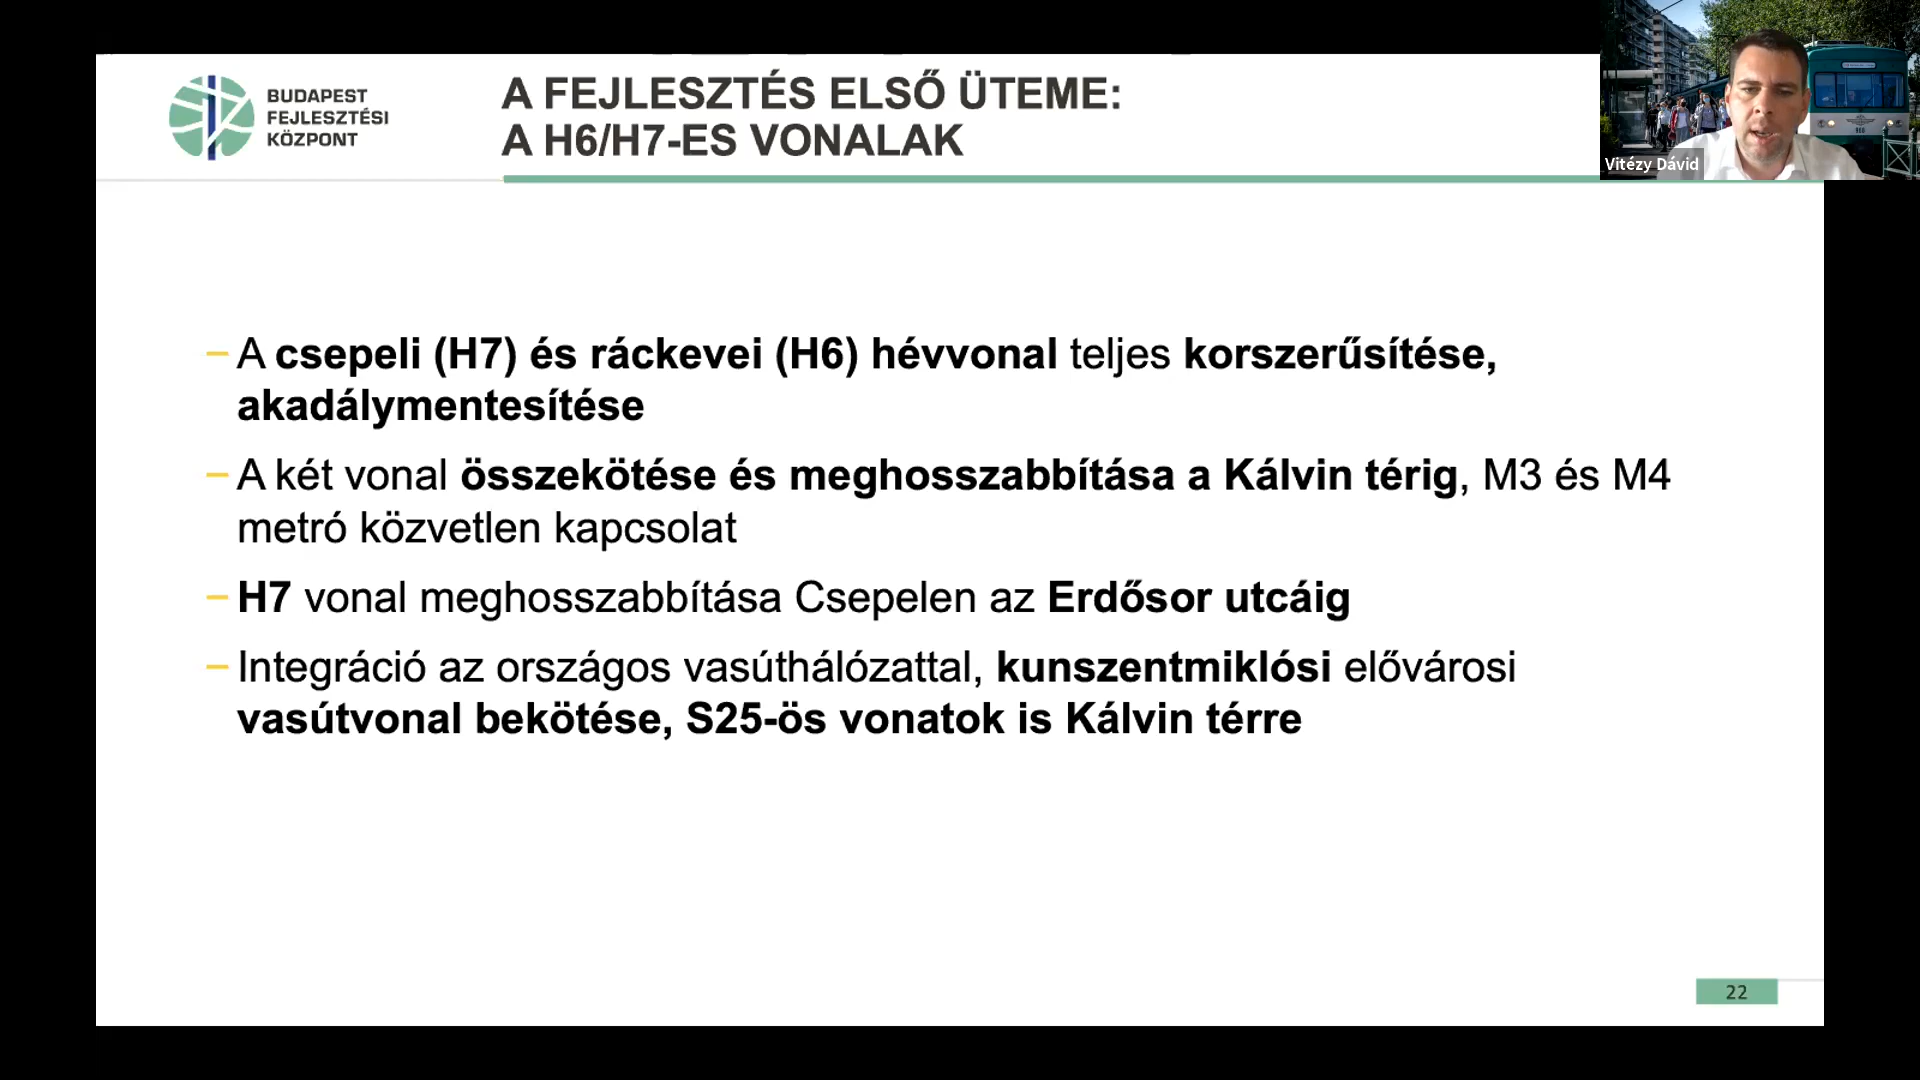 BUDAPEST
FEJLESZTÉSI
KÖZPONT
A FEJLESZTÉS ELSŐ ÜTEME:
A H6/H7-ES VONALAK
Vitézy Dávid
– A csepeli (H7) és ráckevei (H6) hévvonal teljes korszerűsítése,
akadálymentesítése
– A két vonal összekötése és meghosszabbítása a Kálvin térig, M3 és M4
metró közvetlen kapcsolat
– H7 vonal meghosszabbítása Csepelen az Erdősor utcáig
– Integráció az országos vasúthálózattal, kunszentmiklósi elővárosi
vasútvonal bekötése, S25-ös vonatok is Kálvin térre
22